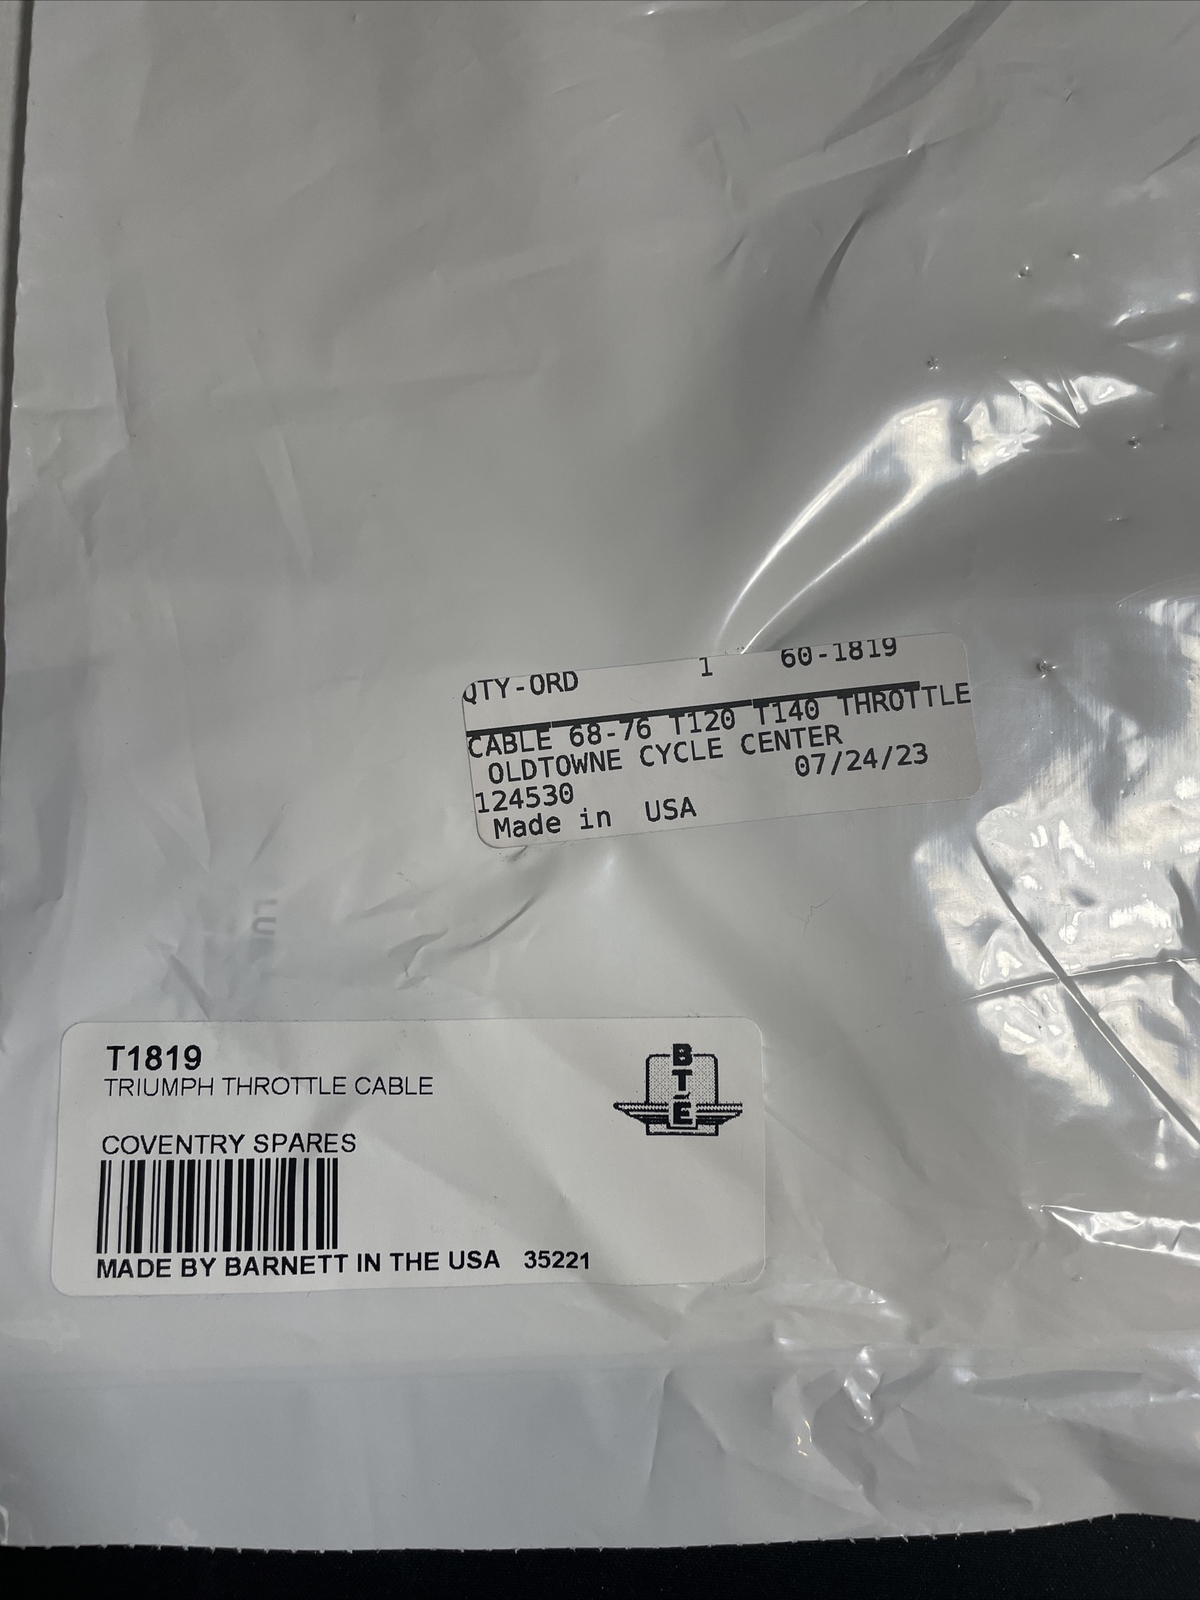 QTY-ORD 1 60-1819
CABLE 68-76 T120 T140 THROTTLE
OLDTOWNE CYCLE CENTER
07/24/23
124530
Made in USA
T1819
TRIUMPH THROTTLE CABLE
B
T
E
COVENTRY SPARES
MADE BY BARNETT IN THE USA 35221